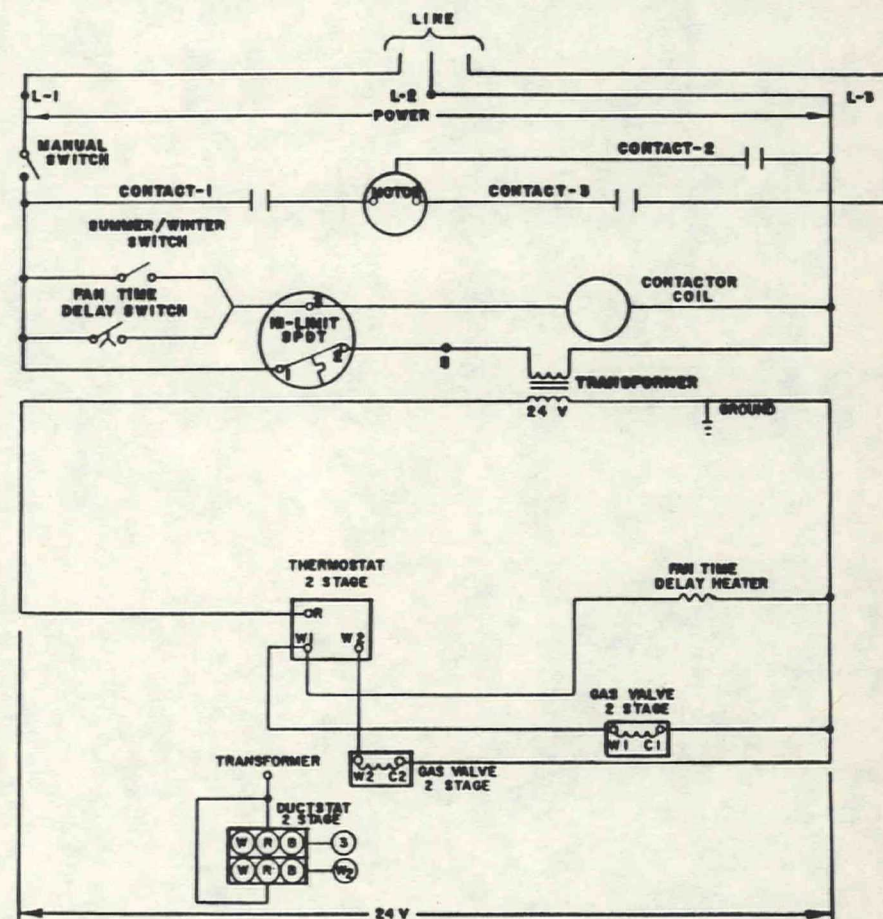 LINE
L-1
L-2
L-3
POWER
MANUAL
SWITCH
CONTACT-2
CONTACT-1
MOTOR
CONTACT-3
SUMMER/WINTER
SWITCH
CONTACTOR
COIL
FAN TIME
DELAY SWITCH
HI-LIMIT
SPDT
2
1
TRANSFORMER
24 V
GROUND
THERMOSTAT
2 STAGE
FAN TIME
DELAY HEATER
R
W1 W2
GAS VALVE
2 STAGE
W1 C1
TRANSFORMER
W2 C2
GAS VALVE
2 STAGE
DUCTSTAT
2 STAGE
W R B 3
W R B W2
24 V